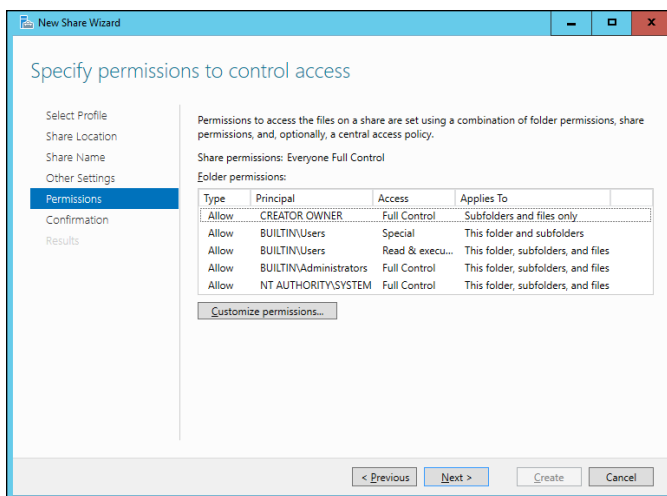 New Share Wizard
Specify permissions to control access
Select Profile
Share Location
Share Name
Other Settings
Permissions
Confirmation
Results
Permissions to access the files on a share are set using a combination of folder permissions, share
permissions, and, optionally, a central access policy.
Share permissions: Everyone Full Control
Folder permissions:
Type Principal Access Applies To
Allow CREATOR OWNER Full Control Subfolders and files only
Allow BUILTIN\Users Special This folder and subfolders
Allow BUILTIN\Users Read & execu... This folder, subfolders, and files
Allow BUILTIN\Administrators Full Control This folder, subfolders, and files
Allow NT AUTHORITY\SYSTEM Full Control This folder, subfolders, and files
Customize permissions...
< Previous Next > Create Cancel